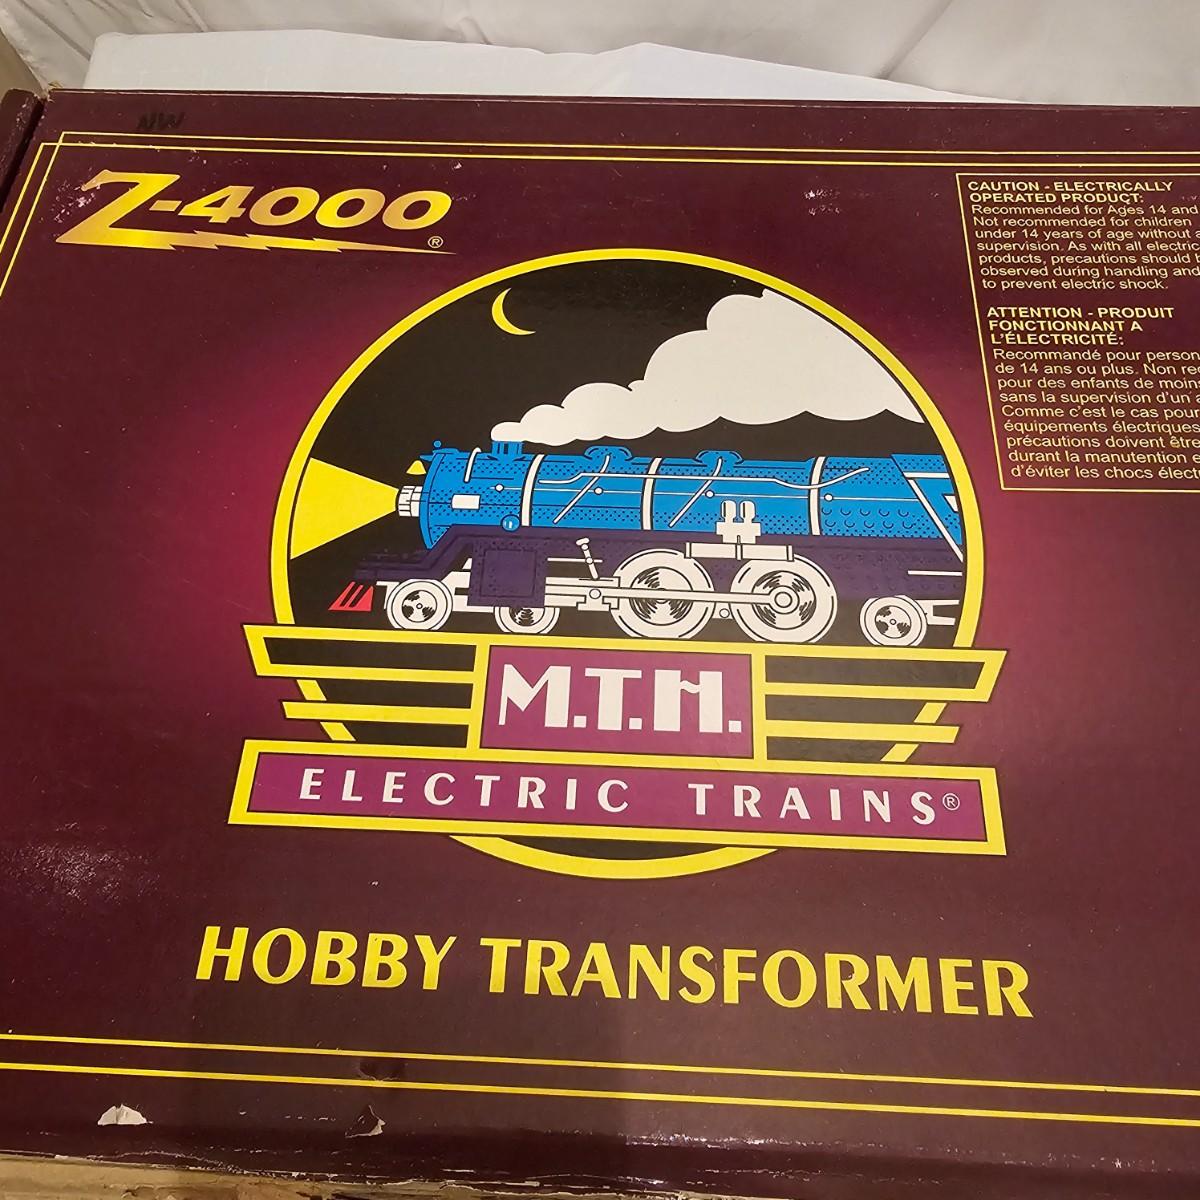 NW
Z-4000®
CAUTION - ELECTRICALLY
OPERATED PRODUCT:
Recommended for Ages 14 and
Not recommended for children
under 14 years of age without
supervision. As with all electric
products, precautions should
observed during handling and
to prevent electric shock.
ATTENTION - PRODUIT
FONCTIONNANT A
L'ÉLECTRICITÉ:
Recommandé pour
de 14 ans ou plus. Non
pour des enfants de
sans la supervision d'un
Comme c'est le cas pour
équipements électriques
précautions doivent être
durant la manutention
d'éviter les chocs
M.T.H.
ELECTRIC TRAINS®
HOBBY TRANSFORMER